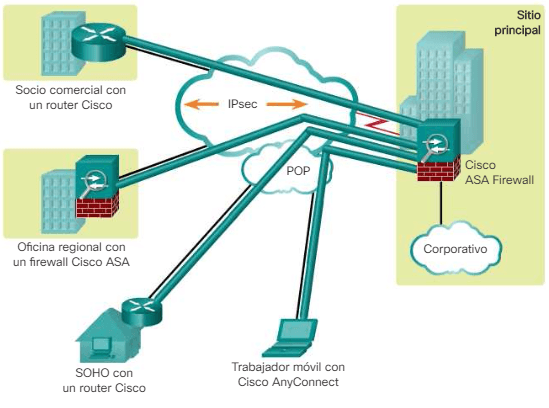 Sitio
principal
Socio comercial con
un router Cisco
IPsec
Cisco
ASA Firewall
POP
Oficina regional con
un firewall Cisco ASA
Corporativo
SOHO con
un router Cisco
Trabajador móvil con
Cisco AnyConnect